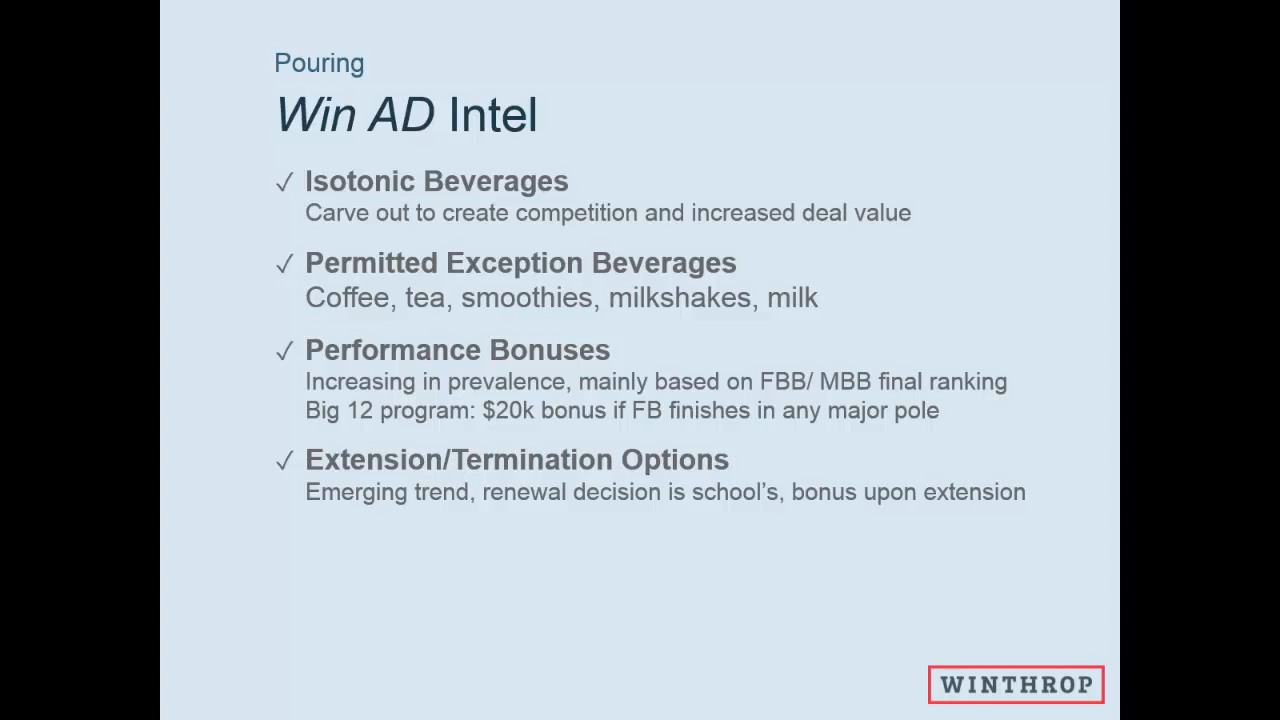 Pouring
Win AD Intel
✓ Isotonic Beverages
Carve out to create competition and increased deal value
✓ Permitted Exception Beverages
Coffee, tea, smoothies, milkshakes, milk
✓ Performance Bonuses
Increasing in prevalence, mainly based on FBB/ MBB final ranking
Big 12 program: $20k bonus if FB finishes in any major pole
✓ Extension/Termination Options
Emerging trend, renewal decision is school's, bonus upon extension
WINTHROP